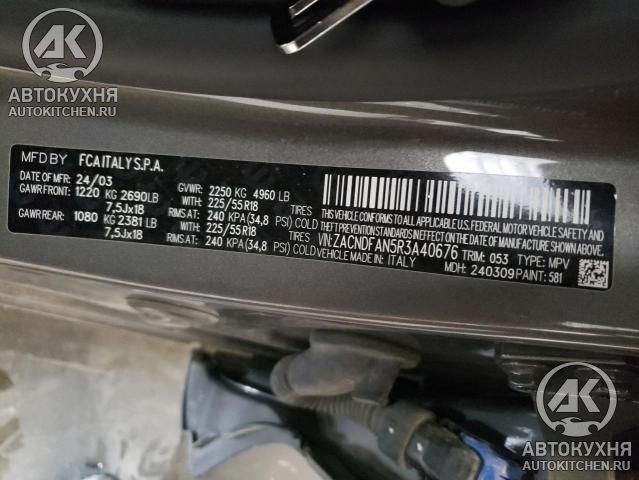 AK
АВТОКУХНЯ
AUTOKITCHEN.RU
MFD BY FCA ITALY S.P.A.
DATE OF MFR: 24/03 GVWR: 2250 KG 4960 LB
GAWR FRONT: 1220 KG 2690LB WITH 225/55R18 TIRES
7,5Jx18 RIMS AT: 240 KPA(34,8 PSI) COLD
GAWR REAR: 1080 KG 2381 LB WITH 225/55R18 TIRES
7,5Jx18 RIMS AT: 240 KPA(34,8 PSI) COLD
THIS VEHICLE CONFORMS TO ALL APPLICABLE U.S. FEDERAL MOTOR VEHICLE
SAFETY, BUMPER, AND THEFT PREVENTION STANDARDS IN EFFECT ON THE DATE OF MANUFACTURE SHOWN ABOVE.
VIN: ZACNDFAN5R3A40676 TRIM: 053 TYPE: MPV
VEHICLE MADE IN: ITALY MDH: 240309 PAINT: 581
AK
АВТОКУХНЯ
AUTOKITCHEN.RU